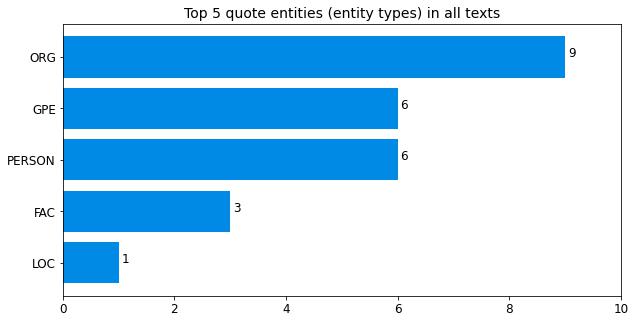 Top 5 quote entities (entity types) in all texts
ORG 9
GPE 6
PERSON 6
FAC 3
LOC 1
0 2 4 6 8 10